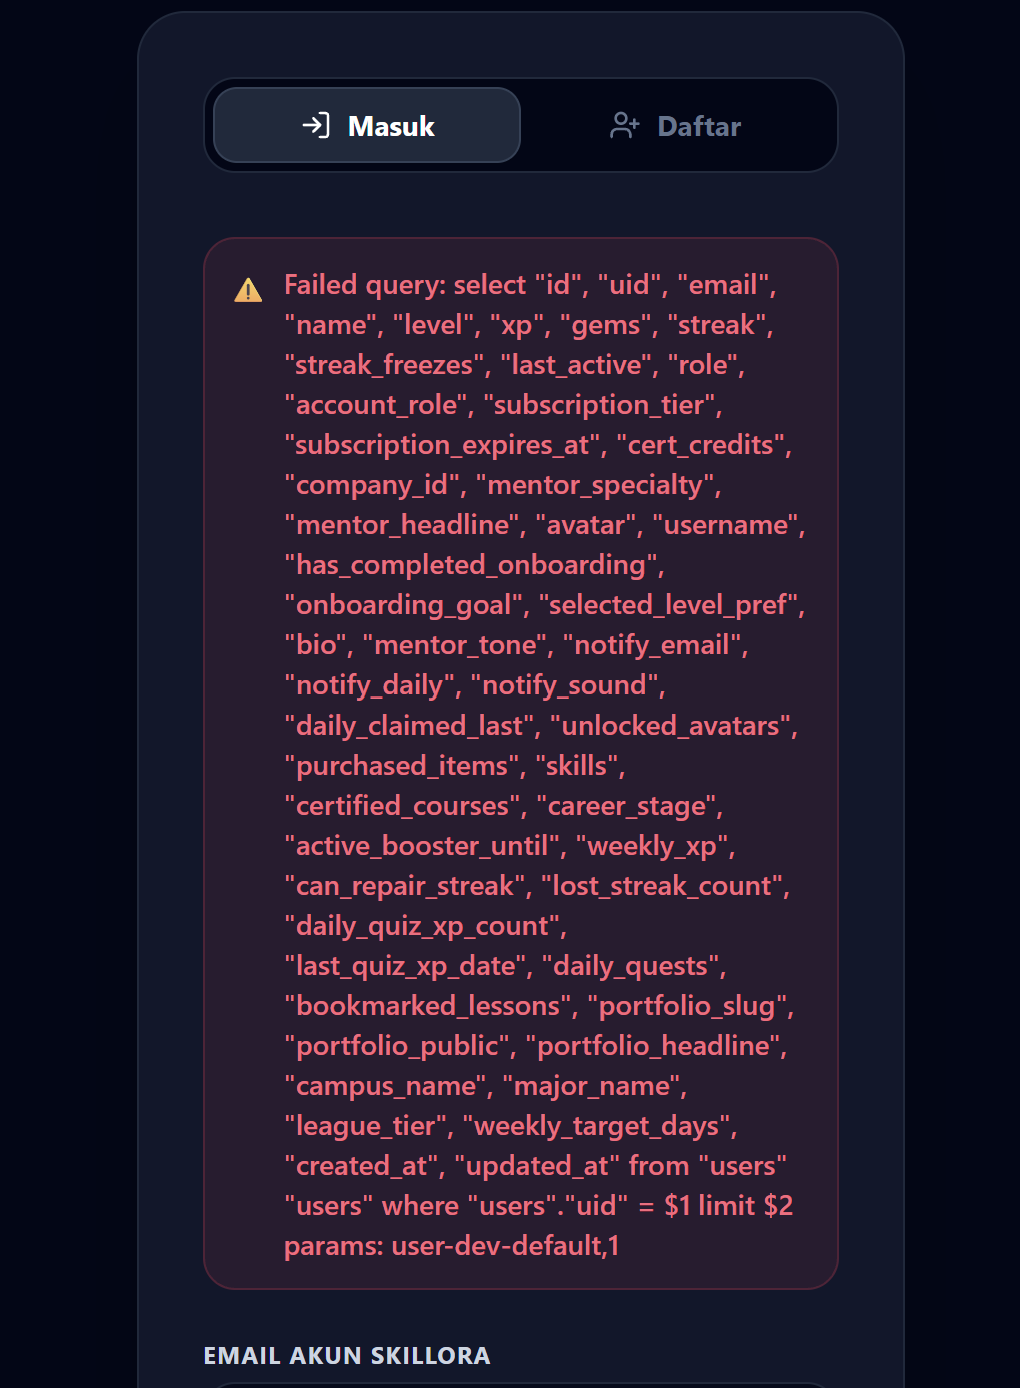 Masuk
Daftar
Failed query: select "id", "uid", "email",
"name", "level", "xp", "gems", "streak",
"streak_freezes", "last_active", "role",
"account_role", "subscription_tier",
"subscription_expires_at", "cert_credits",
"company_id", "mentor_specialty",
"mentor_headline", "avatar", "username",
"has_completed_onboarding",
"onboarding_goal", "selected_level_pref",
"bio", "mentor_tone", "notify_email",
"notify_daily", "notify_sound",
"daily_claimed_last", "unlocked_avatars",
"purchased_items", "skills",
"certified_courses", "career_stage",
"active_booster_until", "weekly_xp",
"can_repair_streak", "lost_streak_count",
"daily_quiz_xp_count",
"last_quiz_xp_date", "daily_quests",
"bookmarked_lessons", "portfolio_slug",
"portfolio_public", "portfolio_headline",
"campus_name", "major_name",
"league_tier", "weekly_target_days",
"created_at", "updated_at" from "users"
"users" where "users"."uid" = $1 limit $2
params: user-dev-default,1
EMAIL AKUN SKILLORA